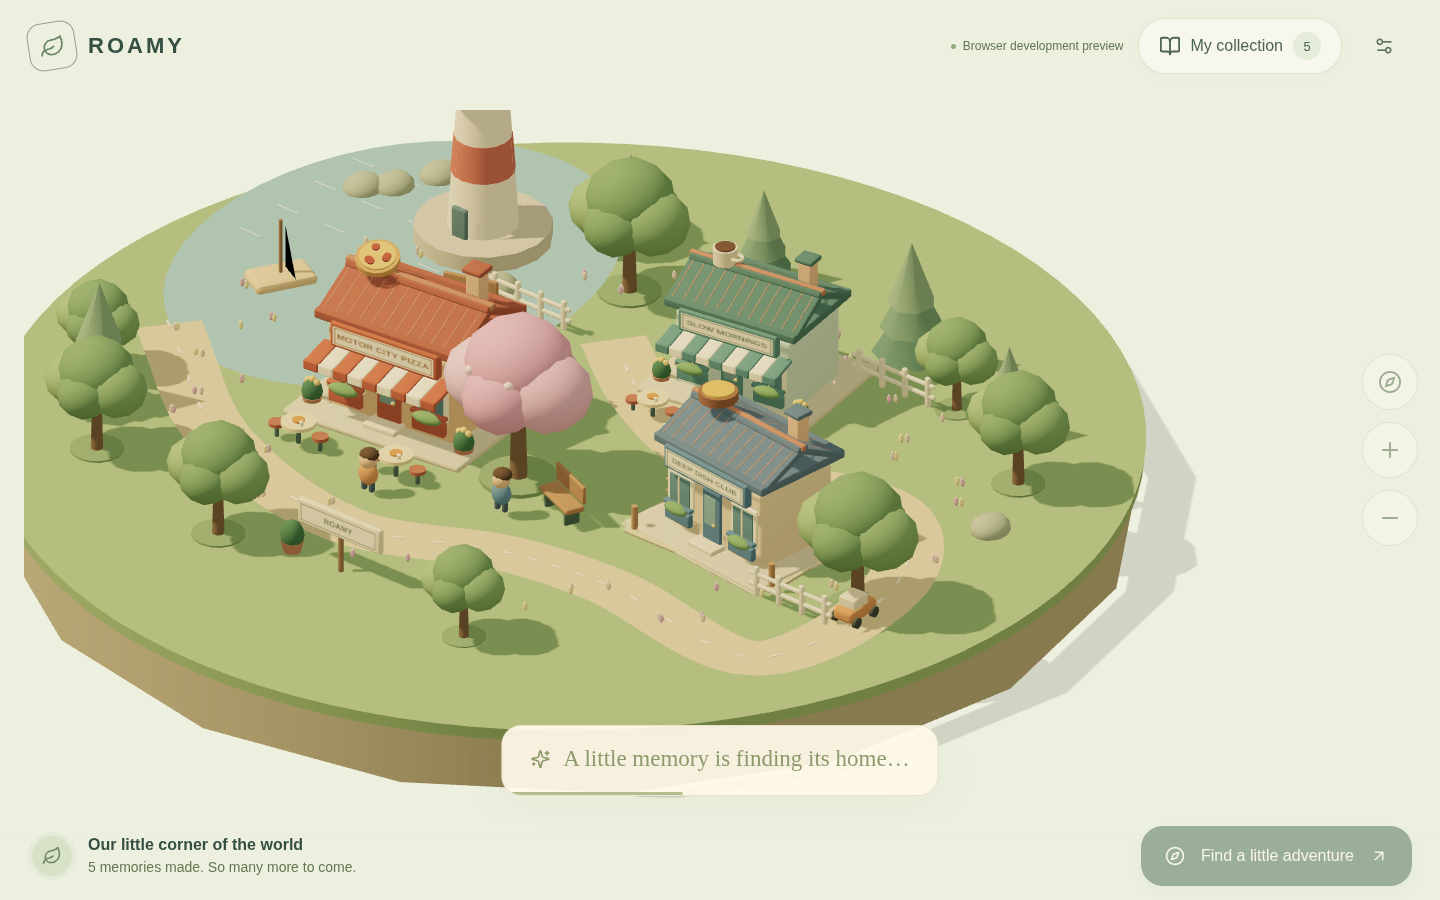 ROAMY
Browser development preview
My collection 5
MOTOR CITY PIZZA
SLOW MORNINGS
DEEP DISH CLUB
ROAMY
A little memory is finding its home…
Our little corner of the world
5 memories made. So many more to come.
Find a little adventure